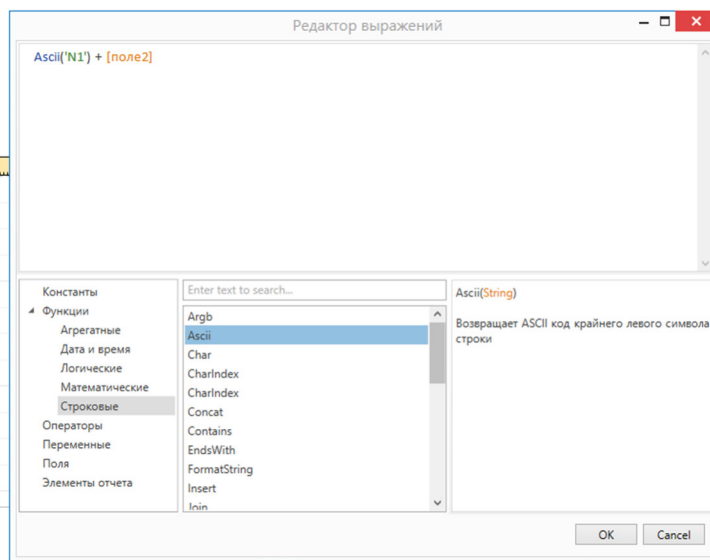 Редактор выражений
Ascii('N1') + [поле2]
Константы
Функции
Агрегатные
Дата и время
Логические
Математические
Строковые
Операторы
Переменные
Поля
Элементы отчета
Enter text to search...
Argb
Ascii
Char
CharIndex
CharIndex
Concat
Contains
EndsWith
FormatString
Insert
Join
Ascii(String)
Возвращает ASCII код крайнего левого символа
строки
OK
Cancel